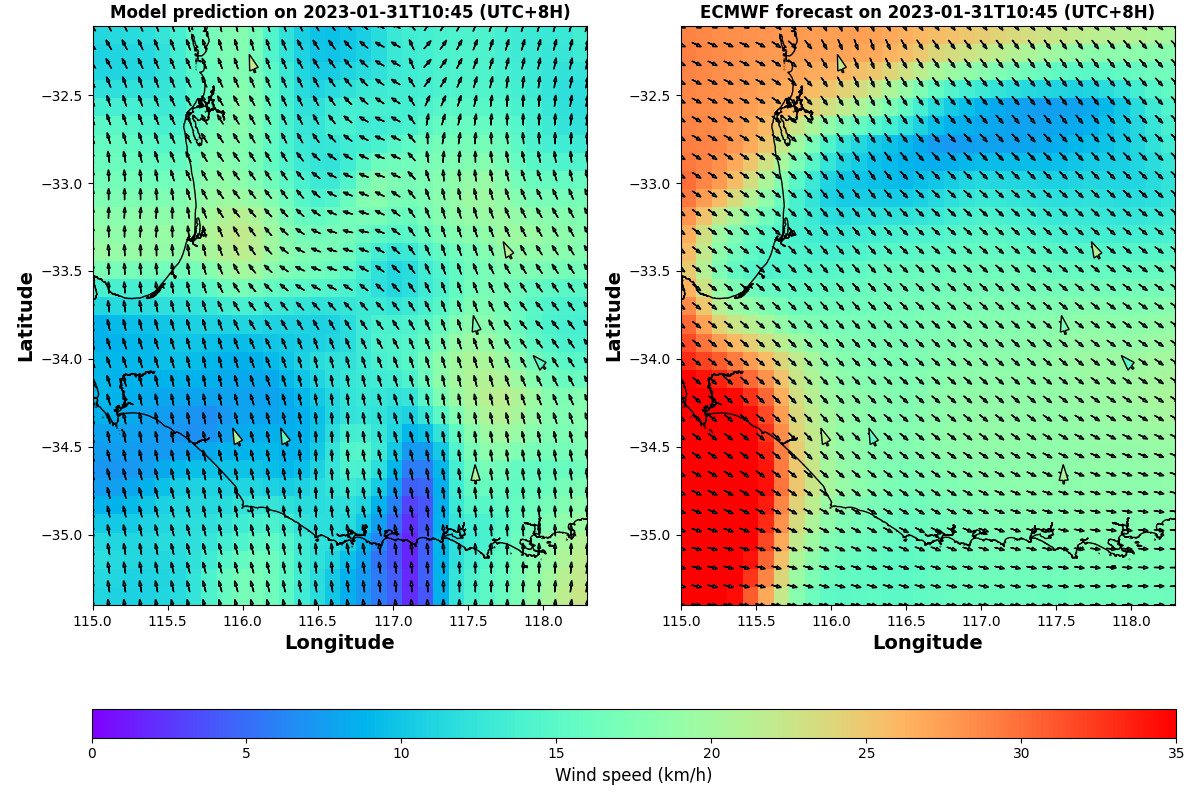 Model prediction on 2023-01-31T10:45 (UTC+8H)
ECMWF forecast on 2023-01-31T10:45 (UTC+8H)
Latitude
−32.5
−33.0
−33.5
−34.0
−34.5
−35.0
115.0 115.5 116.0 116.5 117.0 117.5 118.0
Longitude
Latitude
−32.5
−33.0
−33.5
−34.0
−34.5
−35.0
115.0 115.5 116.0 116.5 117.0 117.5 118.0
Longitude
0 5 10 15 20 25 30 35
Wind speed (km/h)